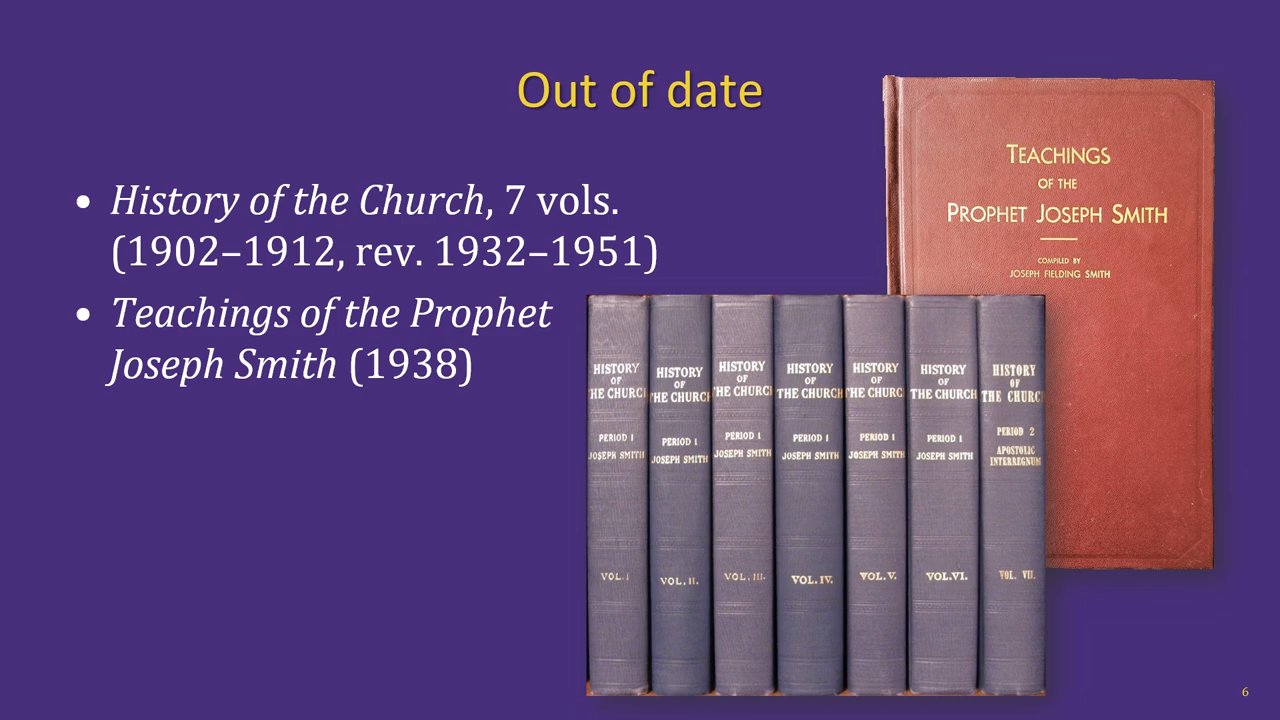 Out of date
• History of the Church, 7 vols.
(1902–1912, rev. 1932–1951)
• Teachings of the Prophet
Joseph Smith (1938)
TEACHINGS
OF THE
PROPHET JOSEPH SMITH
COMPILED BY
JOSEPH FIELDING SMITH
HISTORY
OF
THE CHURCH
PERIOD I
JOSEPH SMITH
VOL. I
HISTORY
OF
THE CHURCH
PERIOD I
JOSEPH SMITH
VOL. II.
HISTORY
OF
THE CHURCH
PERIOD I
JOSEPH SMITH
VOL. III.
HISTORY
OF
THE CHURCH
PERIOD I
JOSEPH SMITH
VOL. IV.
HISTORY
OF
THE CHURCH
PERIOD I
JOSEPH SMITH
VOL. V.
HISTORY
OF
THE CHURCH
PERIOD I
JOSEPH SMITH
VOL. VI.
HISTORY
OF
THE CHURCH
PERIOD 2
APOSTOLIC
INTERREGNUM
VOL. VII.
6